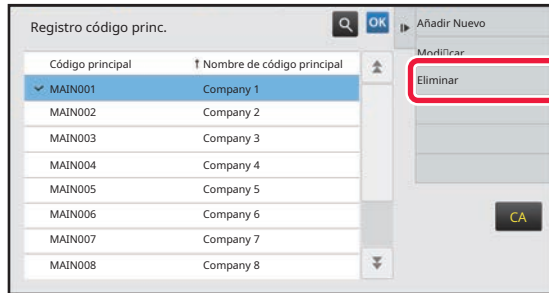 Registro código princ.
OK
Añadir Nuevo
Modi▯car
Eliminar
Código principal Nombre de código principal
MAIN001 Company 1
MAIN002 Company 2
MAIN003 Company 3
MAIN004 Company 4
MAIN005 Company 5
MAIN006 Company 6
MAIN007 Company 7
MAIN008 Company 8
CA